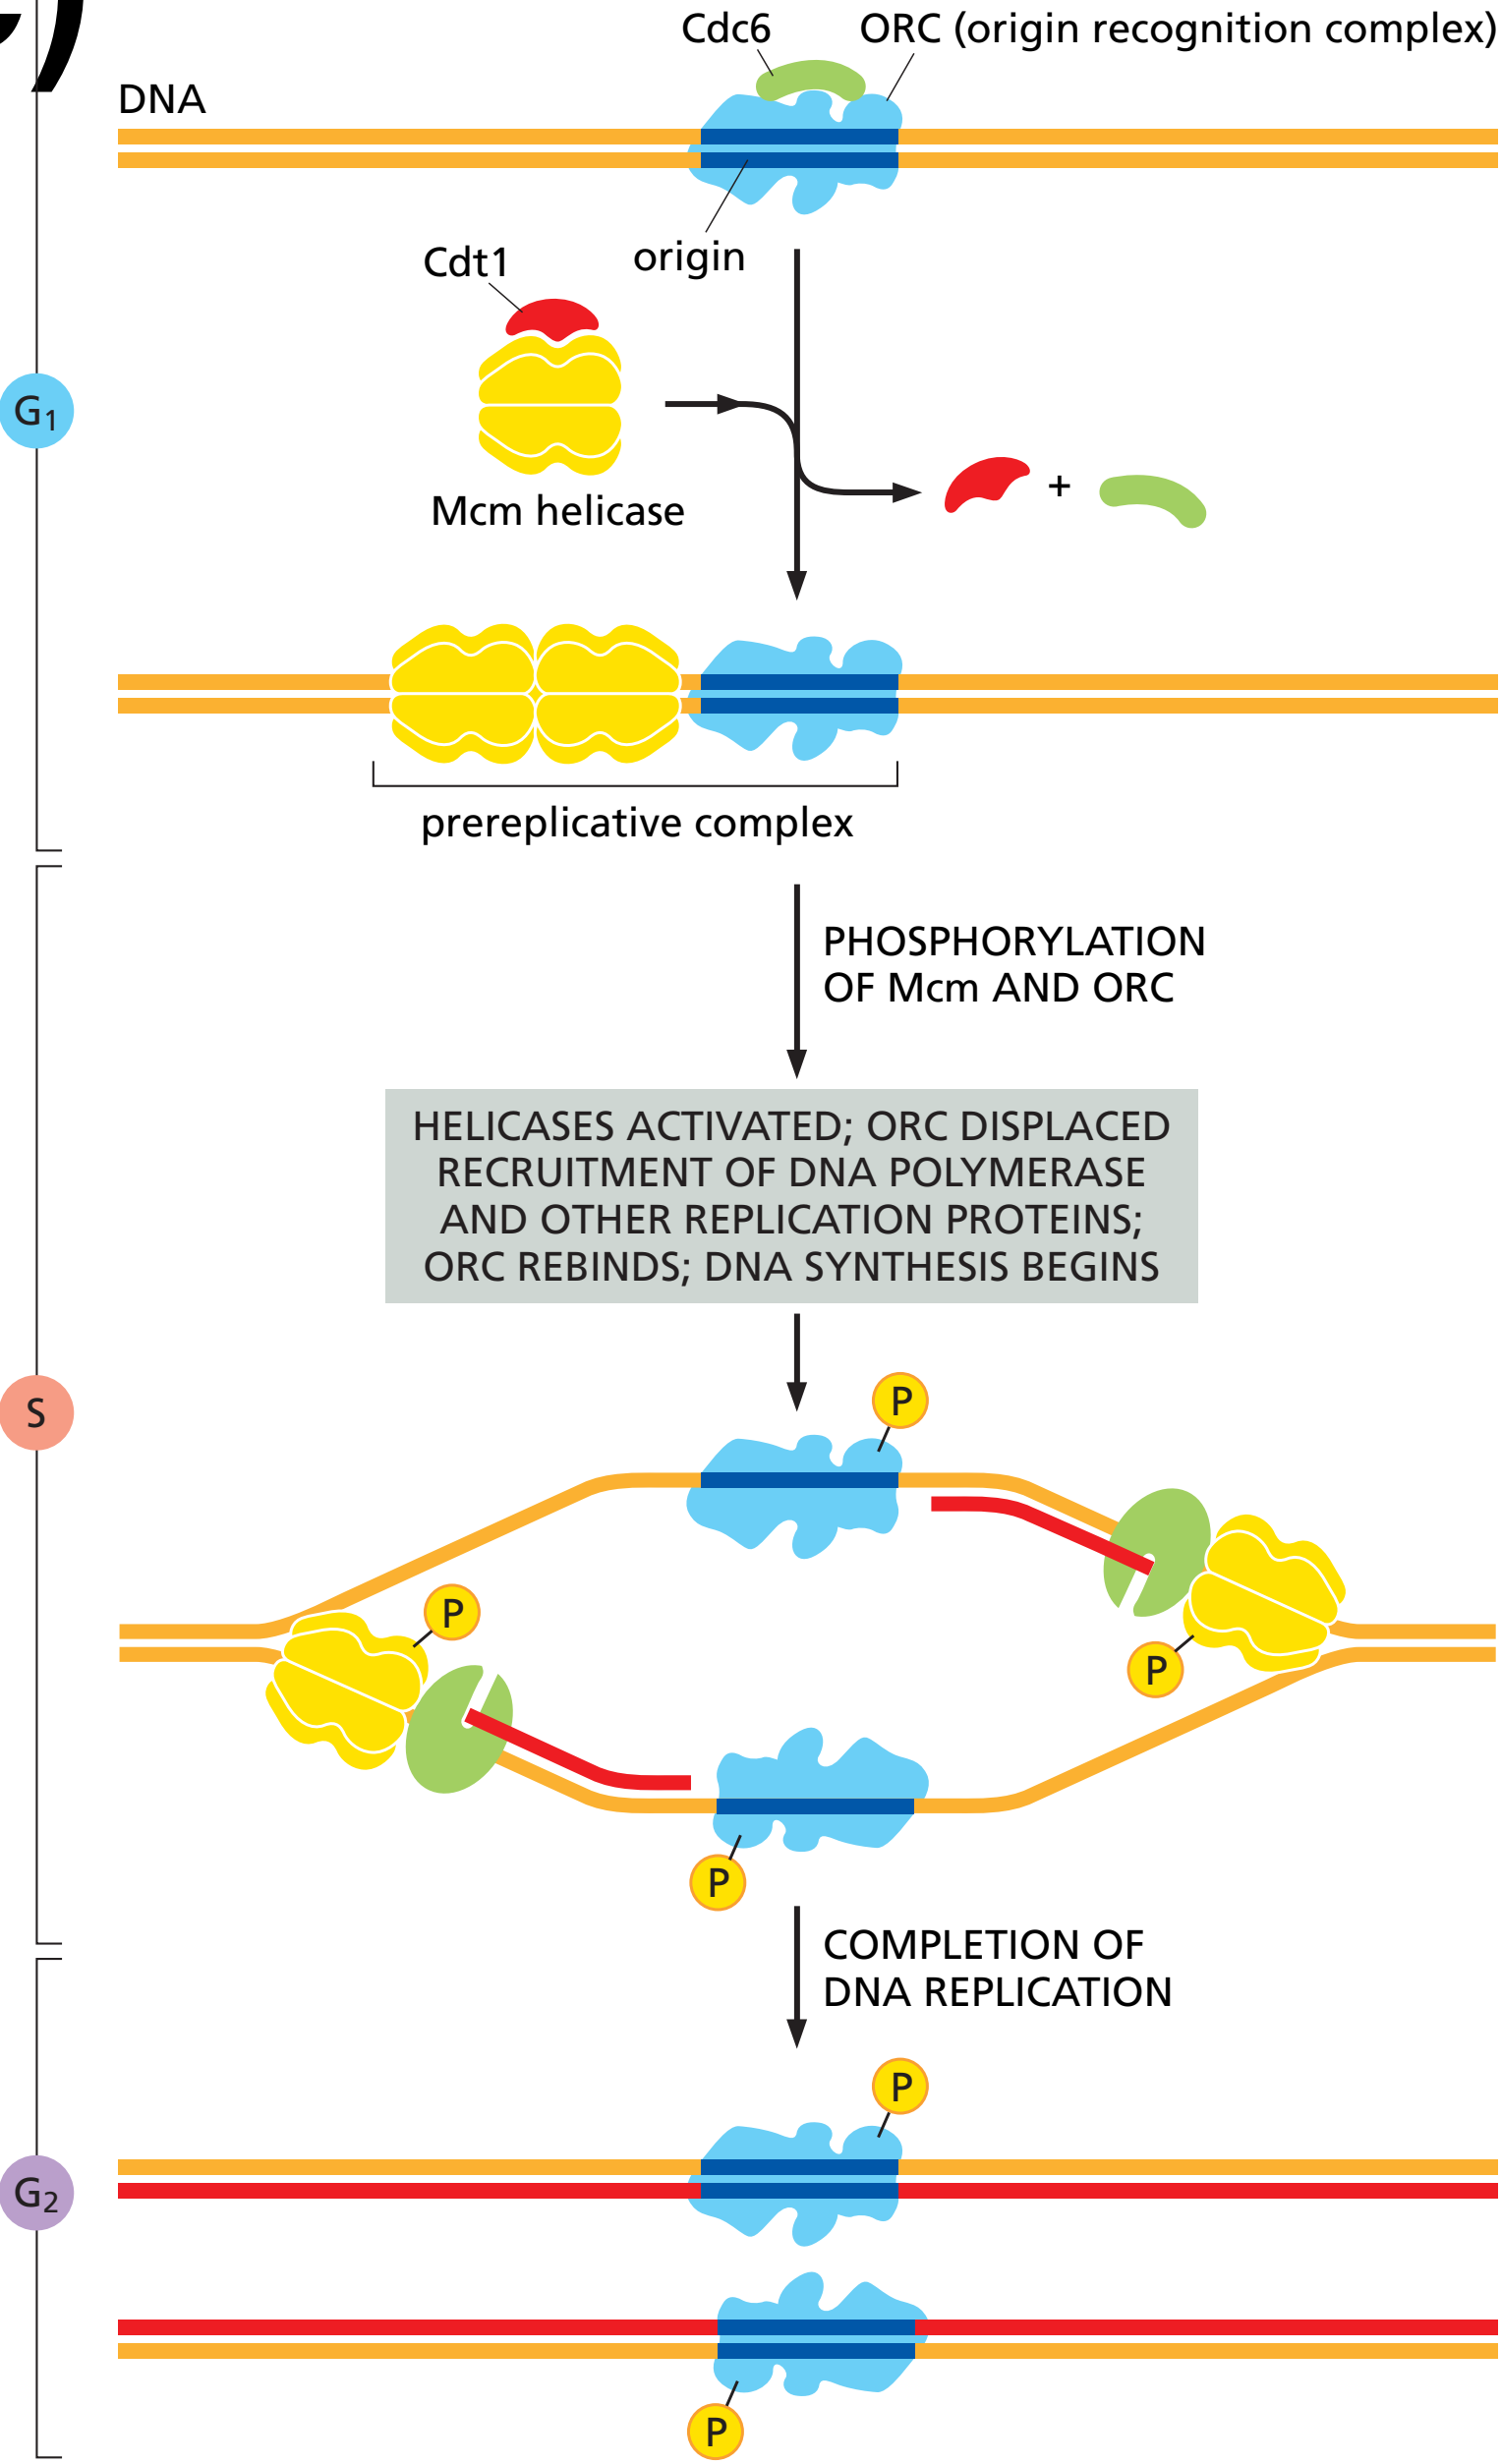 Cdc6
ORC (origin recognition complex)
DNA
Cdt1
origin
G1
Mcm helicase
+
prereplicative complex
PHOSPHORYLATION
OF Mcm AND ORC
HELICASES ACTIVATED; ORC DISPLACED
RECRUITMENT OF DNA POLYMERASE
AND OTHER REPLICATION PROTEINS;
ORC REBINDS; DNA SYNTHESIS BEGINS
S
P
P
P
P
COMPLETION OF
DNA REPLICATION
P
G2
P